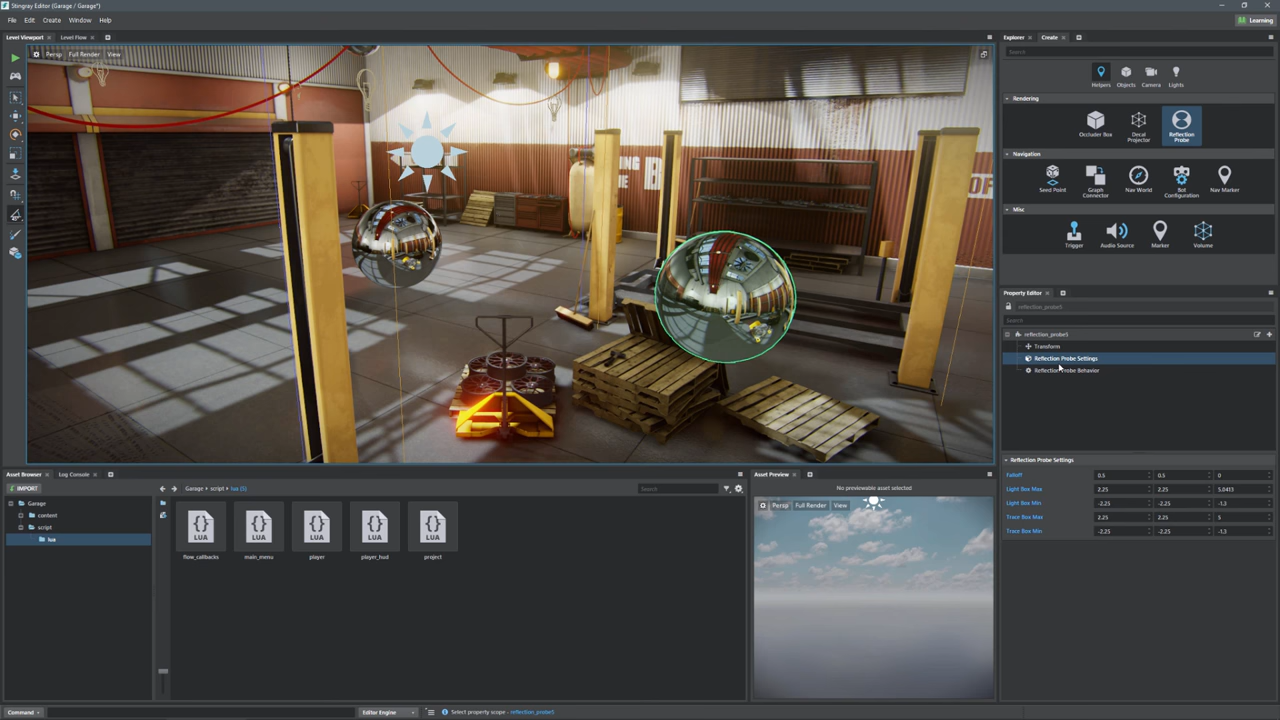 Stingray Editor (Garage / Garage*)
File Edit Create Window Help
Learning
Level Viewport Level Flow
Persp Full Render View
Explorer Create
Search
Helpers Objects Camera Lights
Rendering
Occluder Box Decal Projector Reflection Probe
Navigation
Seed Point Graph Connector Nav World Bot Configuration Nav Marker
Misc
Trigger Audio Source Marker Volume
Property Editor
reflection_probe5
Search
reflection_probe5
Transform
Reflection Probe Settings
Reflection Probe Behavior
Reflection Probe Settings
Falloff 0.5 0.5 0
Light Box Max 2.25 2.25 5.0413
Light Box Min -2.25 -2.25 -1.3
Trace Box Max 2.25 2.25 5
Trace Box Min -2.25 -2.25 -1.3
Asset Browser Log Console
IMPORT
Garage
content
script
lua
Garage script lua (5)
Search
LUA LUA LUA LUA LUA
flow_callbacks main_menu player player_hud project
Asset Preview
No previewable asset selected
Persp Full Render View
Command
Editor Engine
Select property scope - reflection_probe5